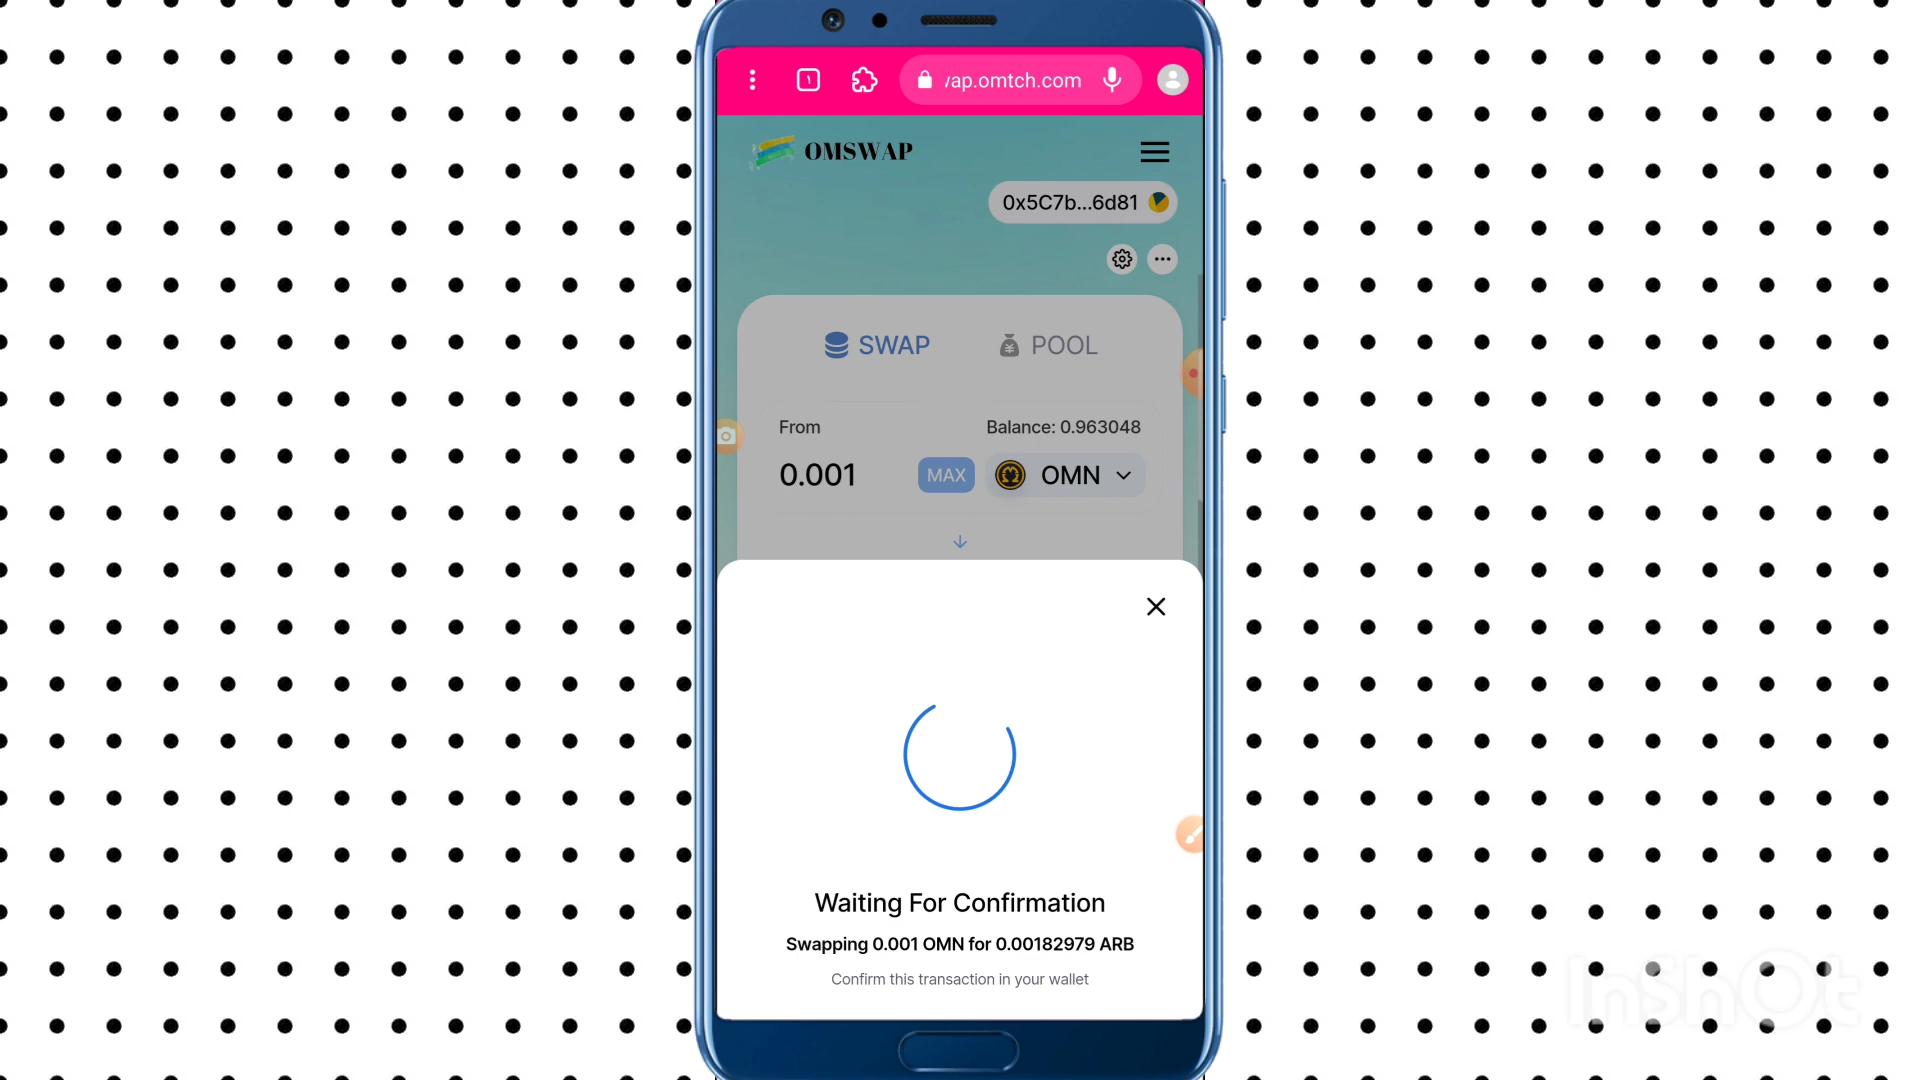 ١
/ap.omtch.com
OMSWAP
0x5C7b...6d81
SWAP
POOL
From
Balance: 0.963048
0.001
MAX
OMN
Waiting For Confirmation
Swapping 0.001 OMN for 0.00182979 ARB
Confirm this transaction in your wallet
InShOt